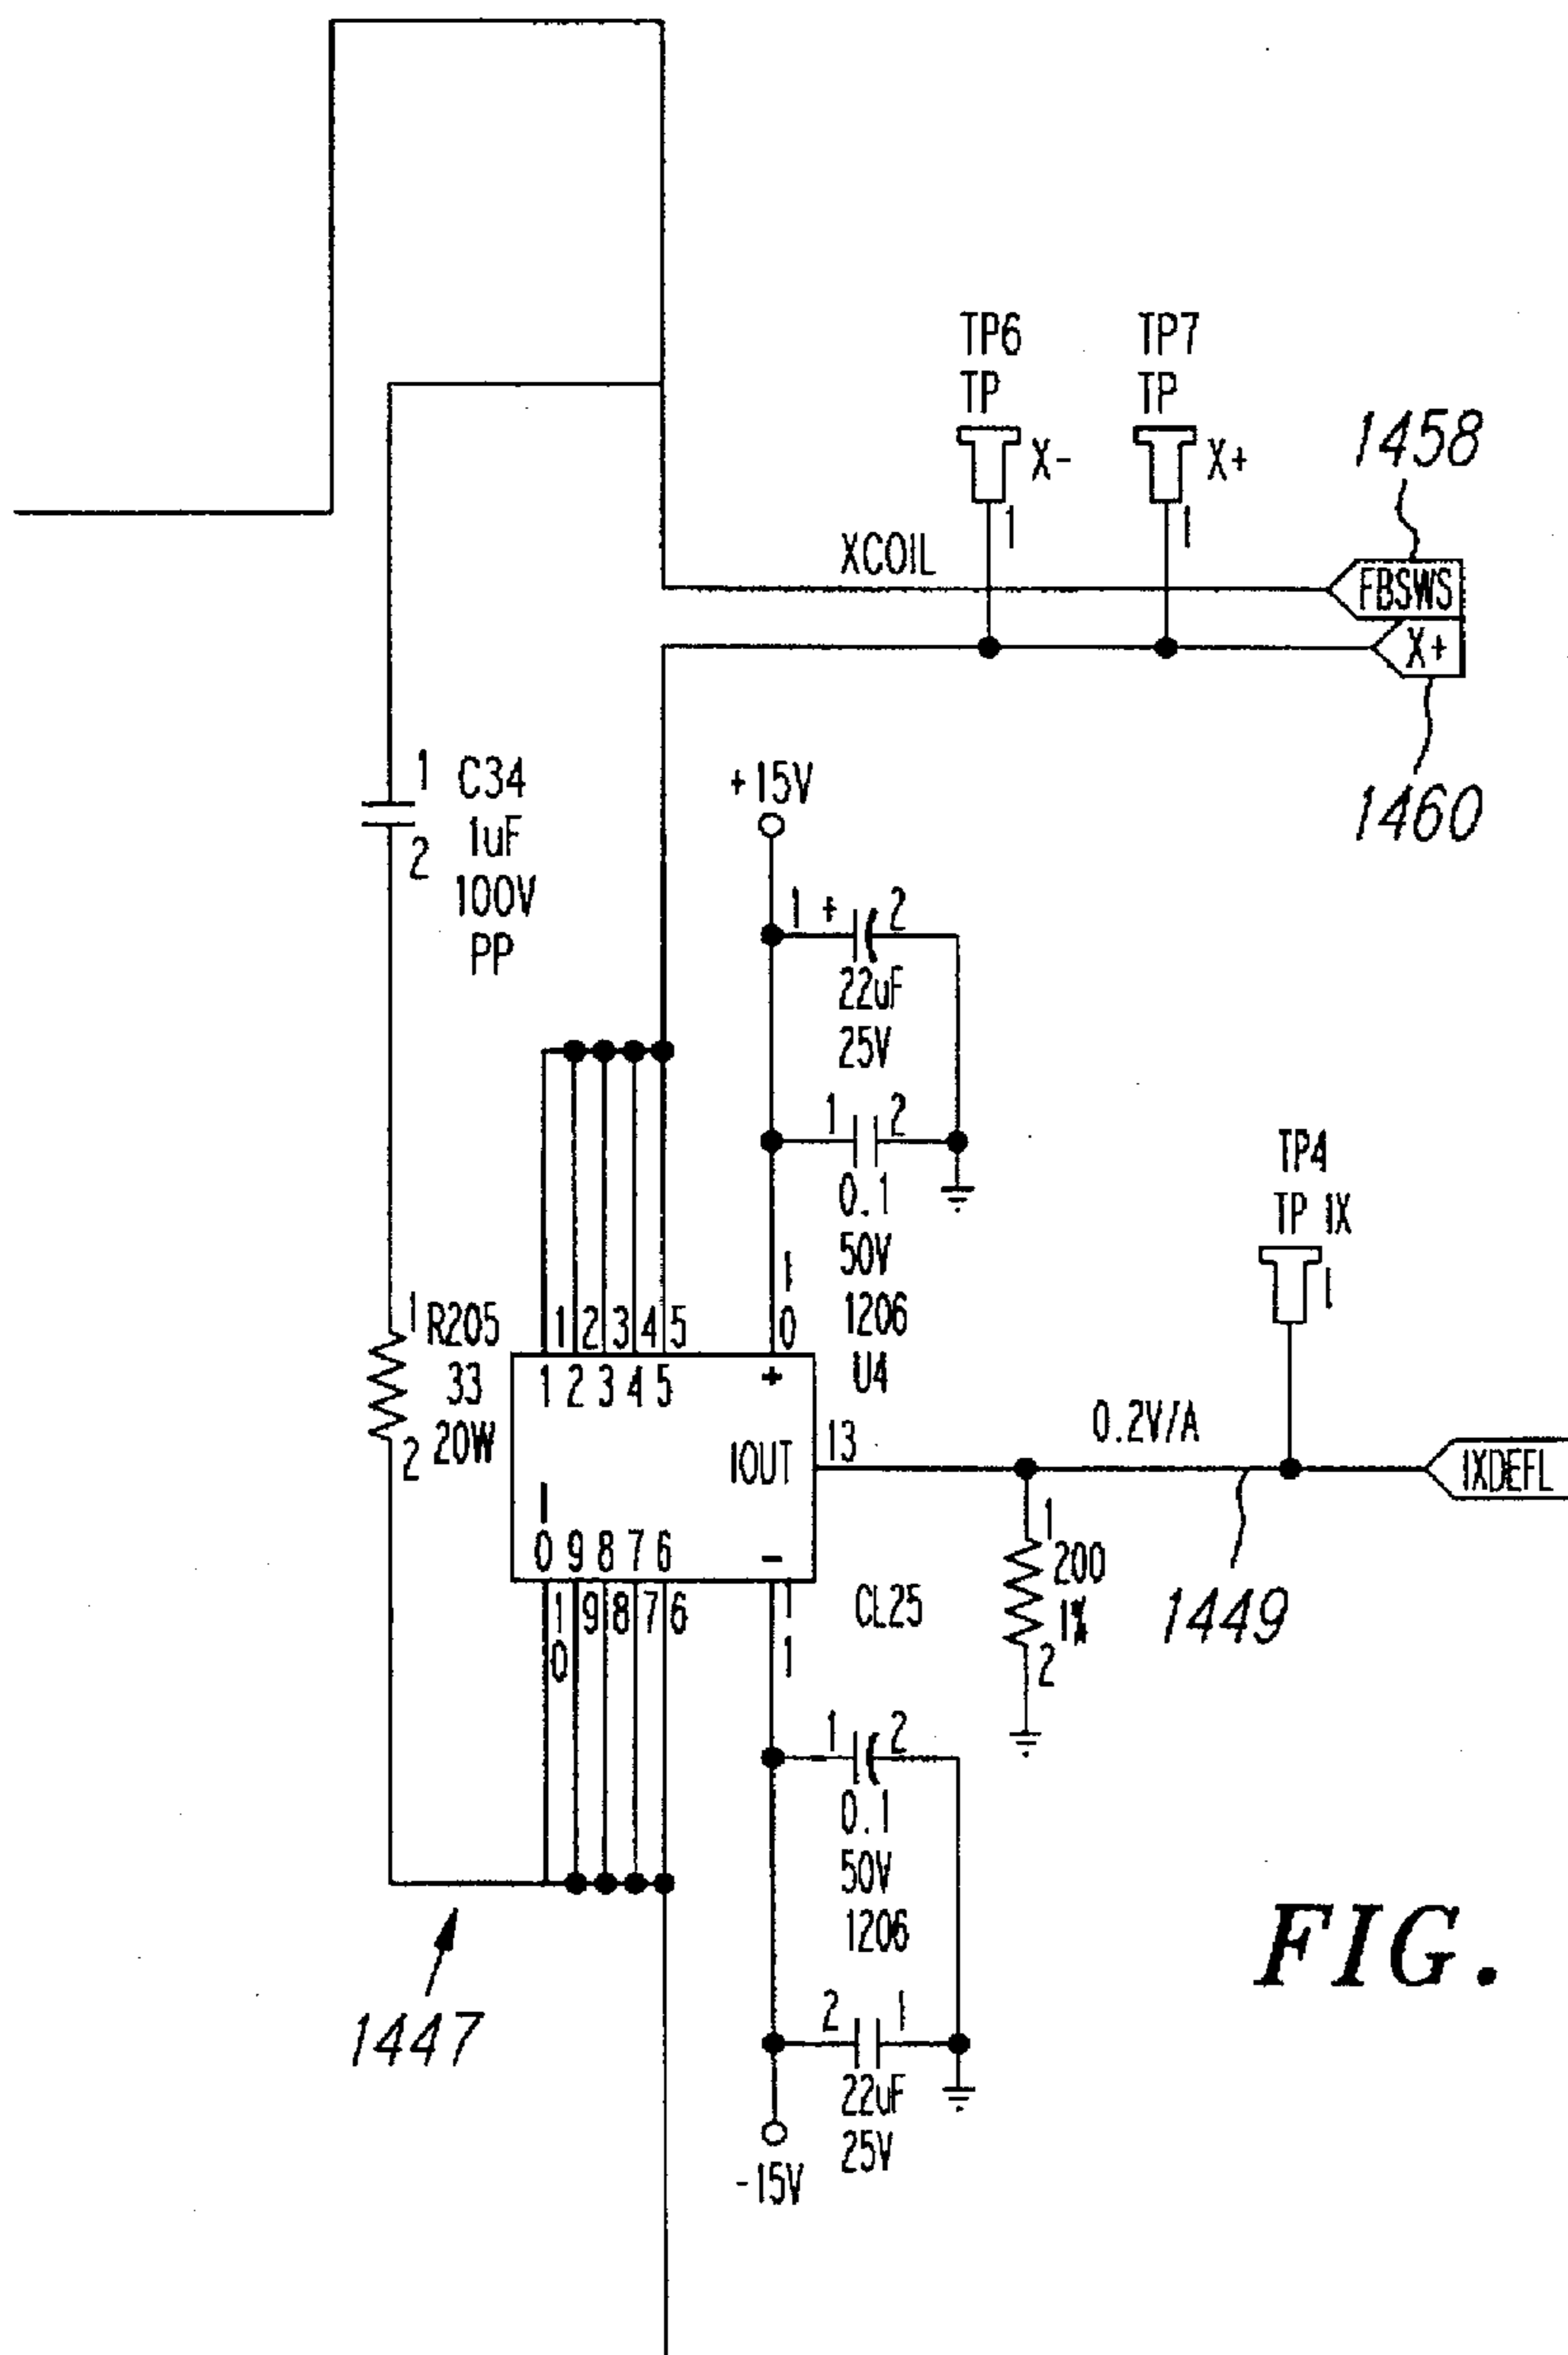 TP6
TP
X-
1
TP7
TP
X+
1
1458
XCOIL
FBSWS
X+
1460
1
C34
2
1uF
100V
PP
+15V
1 + 2
22uF
25V
1 2
0.1
50V
1206
U4
1 0
TP4
TP IX
1
1 R205
33
2 20W
1 2 3 4 5
1 2 3 4 5 +
IOUT
13
0.2V/A
IXDEFL
1
200
1%
2
1449
1 0 9 8 7 6 -
1 0 9 8 7 6
1 1
CL25
1 2
0.1
50V
1206
2 1
22uF
25V
-15V
1447
FIG.